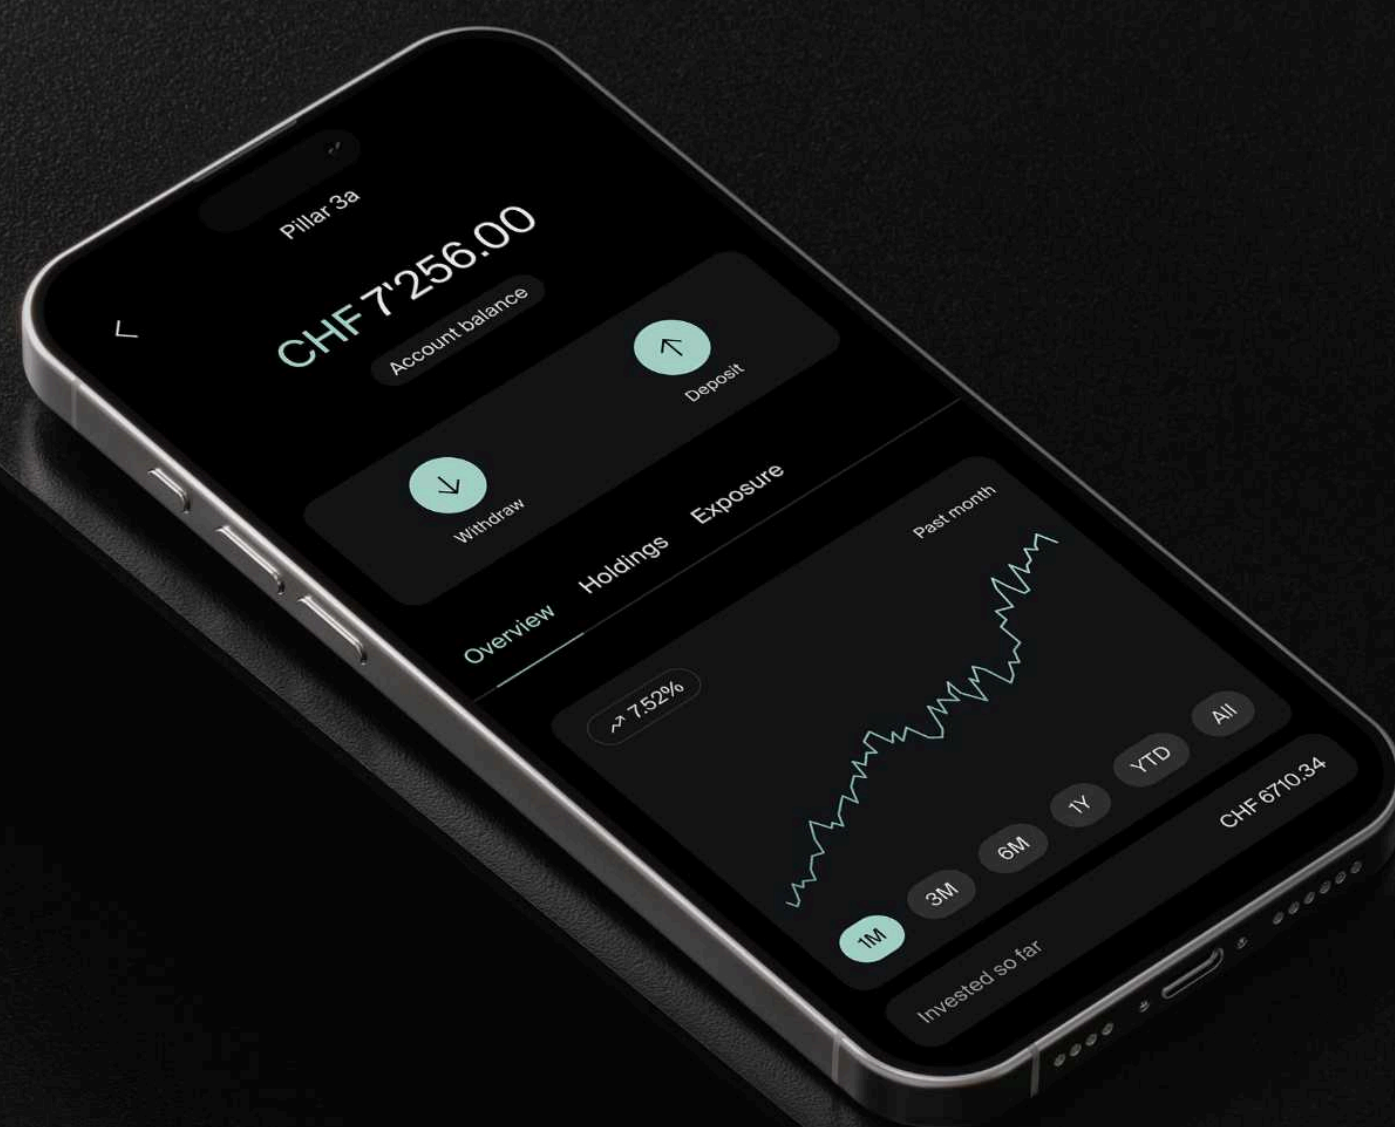 Pillar 3a
CHF 7'256.00
Account balance
Withdraw
Deposit
Overview Holdings Exposure
7.52%
Past month
1M 3M 6M 1Y YTD All
Invested so far
CHF 6710.34